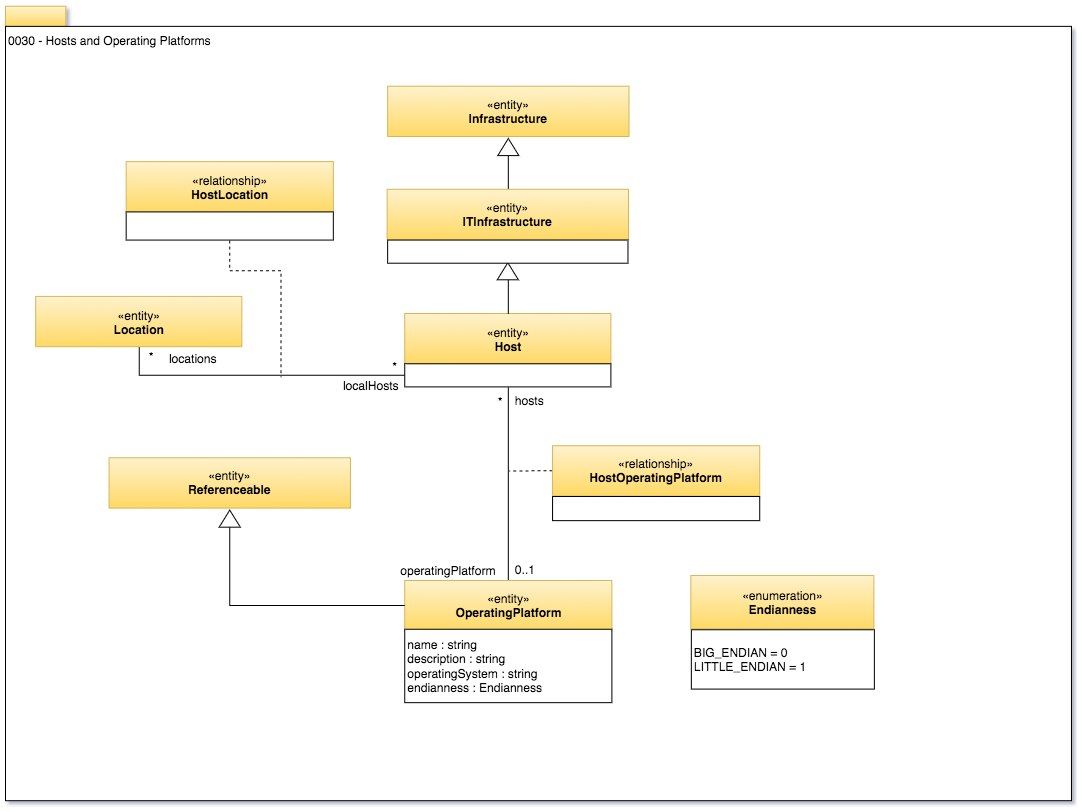 0030 - Hosts and Operating Platforms
«entity»
Infrastructure
«relationship»
HostLocation
«entity»
ITInfrastructure
«entity»
Location
* locations
«entity»
Host
*
localHosts
* hosts
«relationship»
HostOperatingPlatform
«entity»
Referenceable
operatingPlatform 0..1
«entity»
OperatingPlatform
name : string
description : string
operatingSystem : string
endianness : Endianness
«enumeration»
Endianness
BIG_ENDIAN = 0
LITTLE_ENDIAN = 1